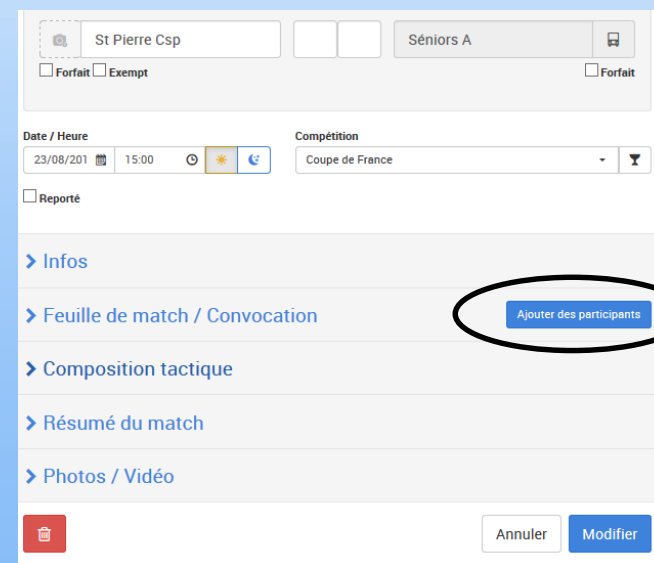 St Pierre Csp Séniors A
Forfait Exempt Forfait
Date / Heure Compétition
23/08/201 15:00 Coupe de France
Reporté
Infos
Feuille de match / Convocation Ajouter des participants
Composition tactique
Résumé du match
Photos / Vidéo
Annuler Modifier